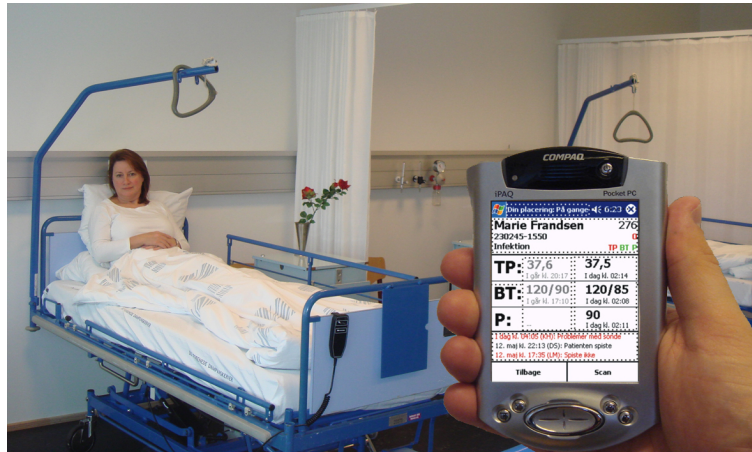 COMPAQ
iPAQ Pocket PC
Din placering: På gange 6:23
Marie Frandsen 276
230245-1550 0
Infektion TP BT P
TP: 37,6 37,5
I går kl. 20:17 I dag kl. 02:14
BT: 120/90 120/85
I går kl. 17:10 I dag kl. 02:08
P: 90
I dag kl. 02:11
I dag kl. 04:05 (KH): Problemer med sonde
12. maj kl. 22:13 (DS): Patienten spiste
12. maj kl. 17:35 (LM): Spiste ikke
Tilbage Scan